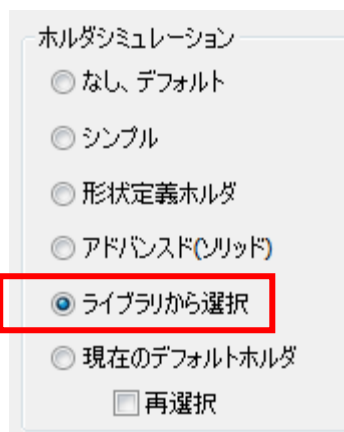 ホルダシミュレーション
なし、デフォルト
シンプル
形状定義ホルダ
アドバンスド(ソリッド)
ライブラリから選択
現在のデフォルトホルダ
再選択